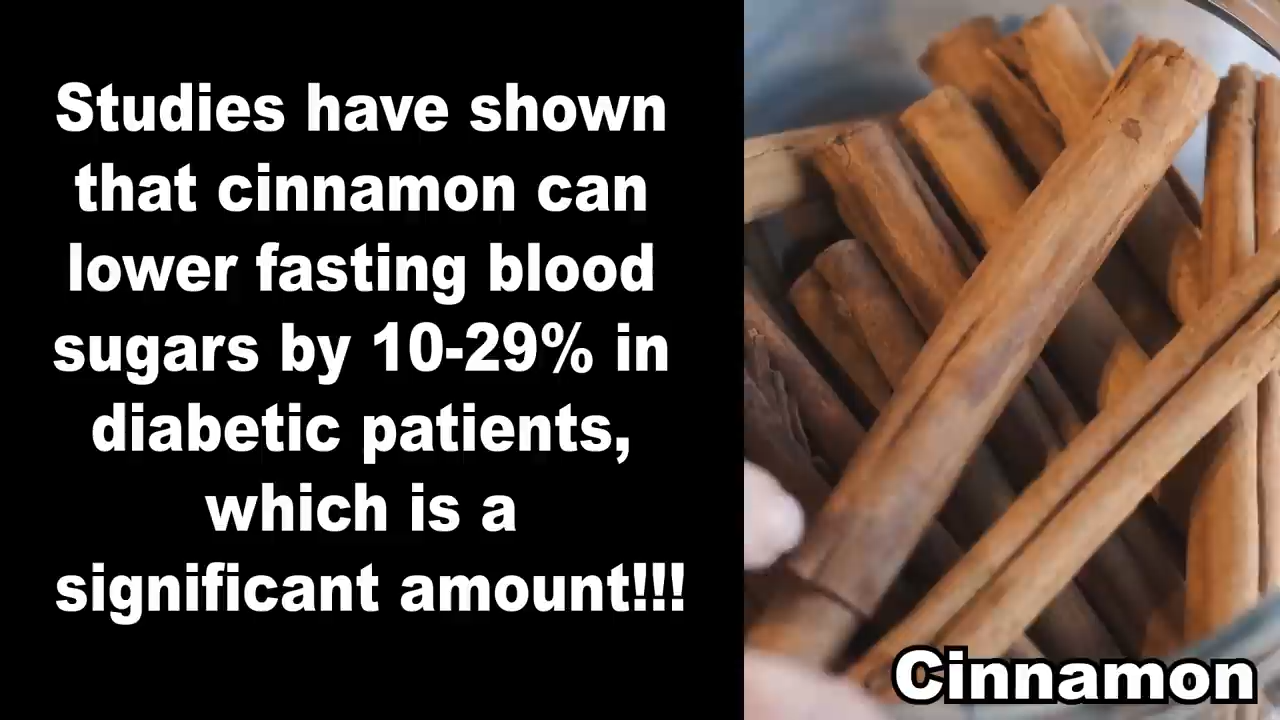 Studies have shown
that cinnamon can
lower fasting blood
sugars by 10-29% in
diabetic patients,
which is a
significant amount!!!
Cinnamon